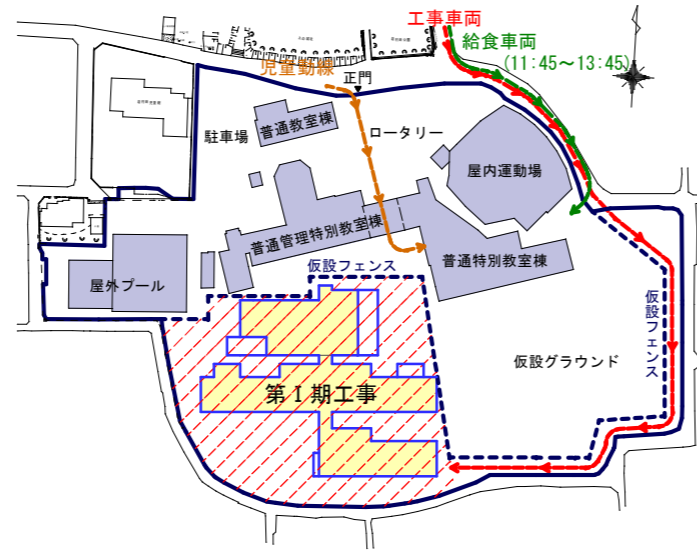 工事車両
給食車両
(11:45～13:45)
児童動線
正門
駐車場
普通教室棟
ロータリー
屋内運動場
普通管理特別教室棟
普通特別教室棟
屋外プール
仮設フェンス
仮設フェンス
仮設グラウンド
第Ⅰ期工事